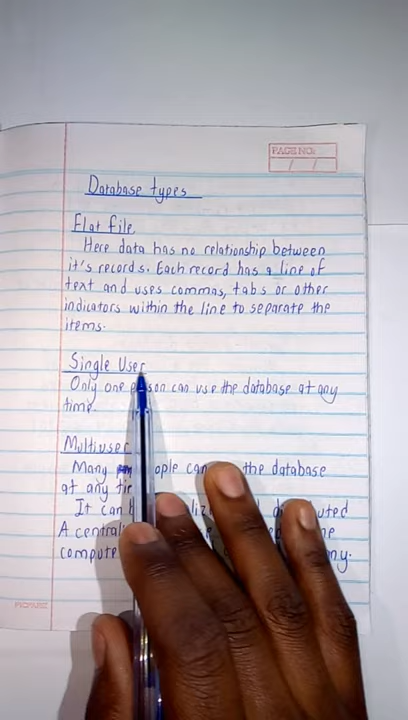 PAGE NO:
/ /
Database types
Flat file
Here data has no relationship between
it's records. Each record has a line of
text and uses commas, tabs or other
indicators within the line to separate the
items.
Single User
Only one can use the database at any
time.
Multiuser
Many can the database
at any
It can
A